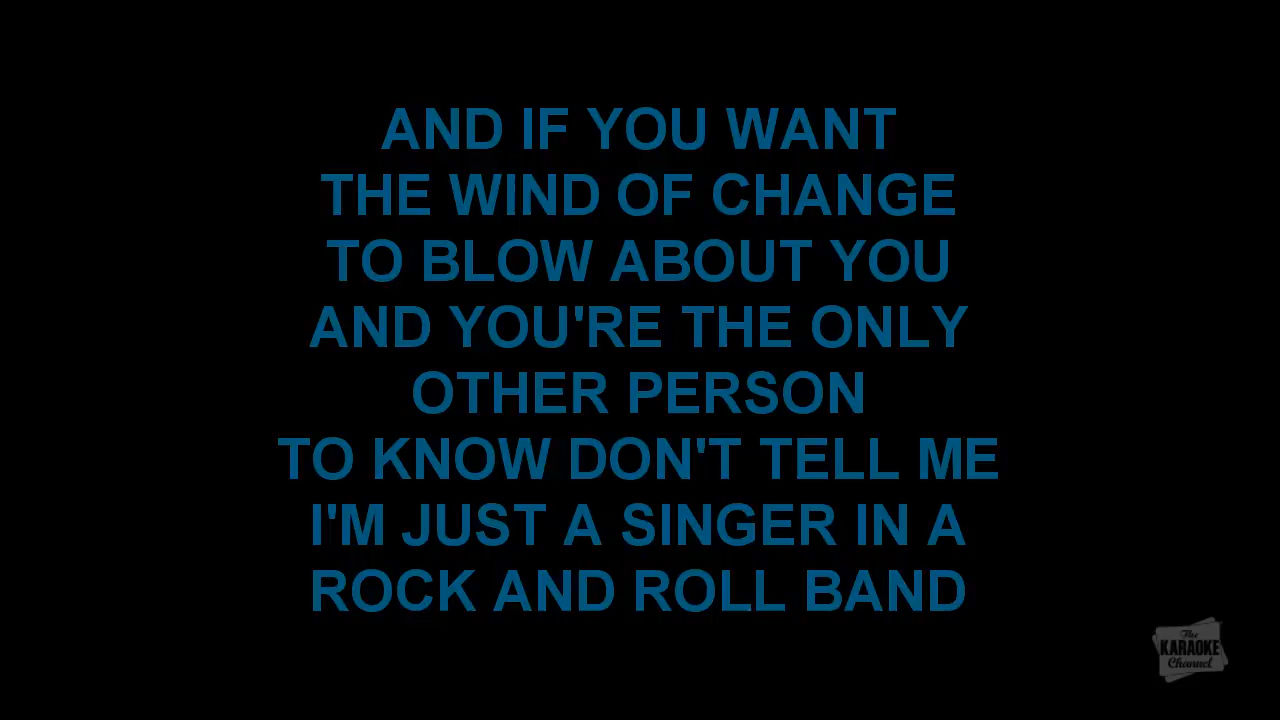 AND IF YOU WANT
THE WIND OF CHANGE
TO BLOW ABOUT YOU
AND YOU'RE THE ONLY
OTHER PERSON
TO KNOW DON'T TELL ME
I'M JUST A SINGER IN A
ROCK AND ROLL BAND
The
KARAOKE
Channel